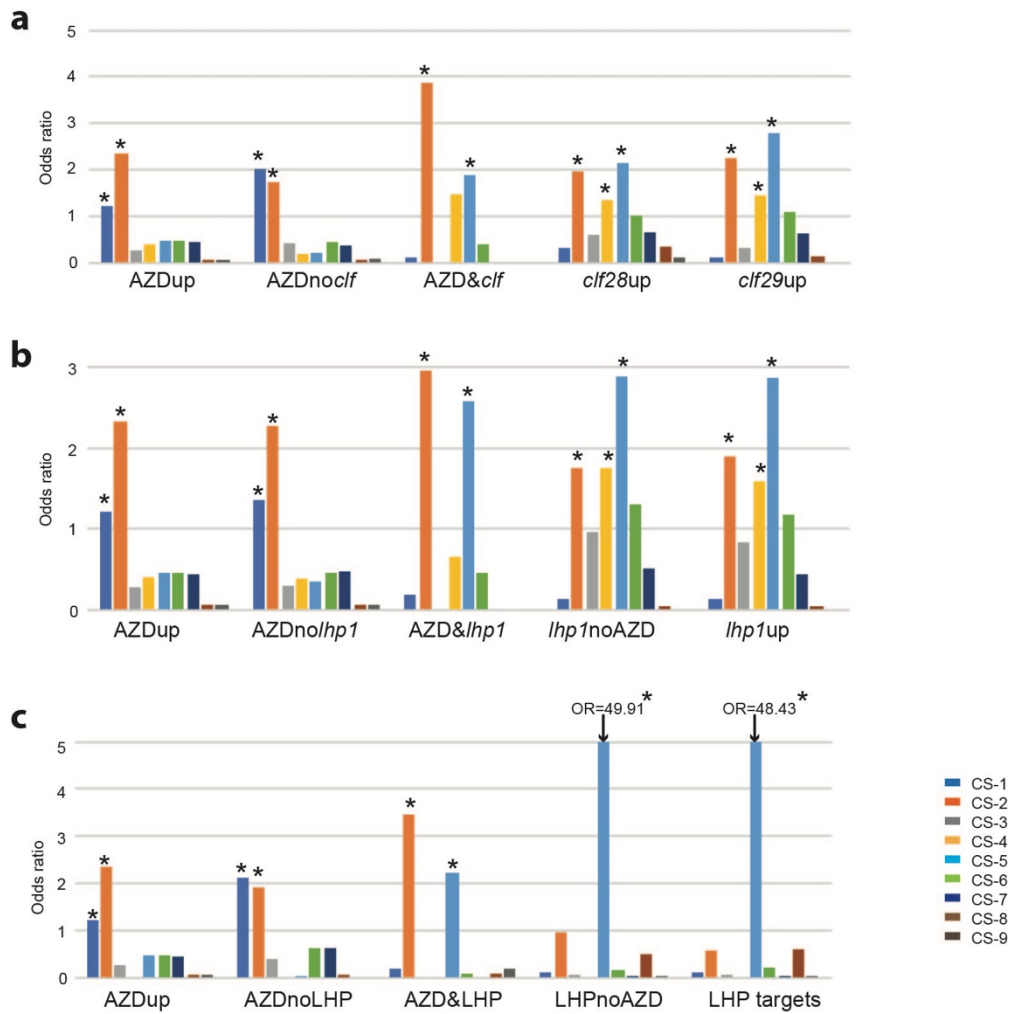 a
5
4
3
2
1
0
Odds ratio
* * * * * * * * * * * *
AZDup AZDnoclf AZD&clf clf28up clf29up
b
3
2
1
0
Odds ratio
* * * * * * * * * * * *
AZDup AZDnolhp1 AZD&lhp1 lhp1noAZD lhp1up
c
OR=49.91* OR=48.43*
5
4
3
2
1
0
Odds ratio
* * * * * *
AZDup AZDnoLHP AZD&LHP LHPnoAZD LHP targets
CS-1
CS-2
CS-3
CS-4
CS-5
CS-6
CS-7
CS-8
CS-9